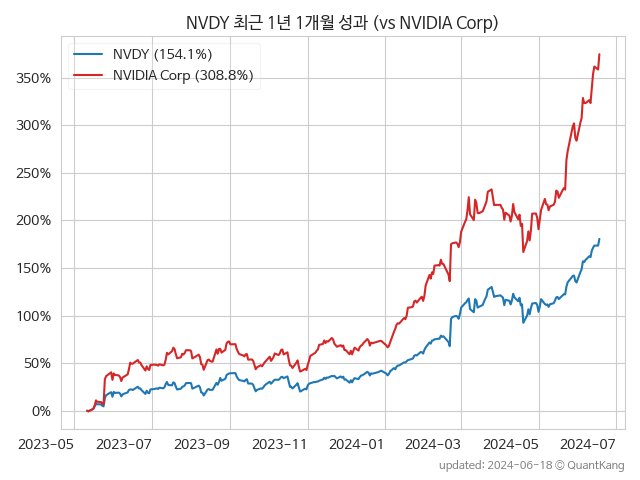 NVDY 최근 1년 1개월 성과 (vs NVIDIA Corp)
NVDY (154.1%)
NVIDIA Corp (308.8%)
350%
300%
250%
200%
150%
100%
50%
0%
2023-05 2023-07 2023-09 2023-11 2024-01 2024-03 2024-05 2024-07
updated: 2024-06-18 © QuantKang